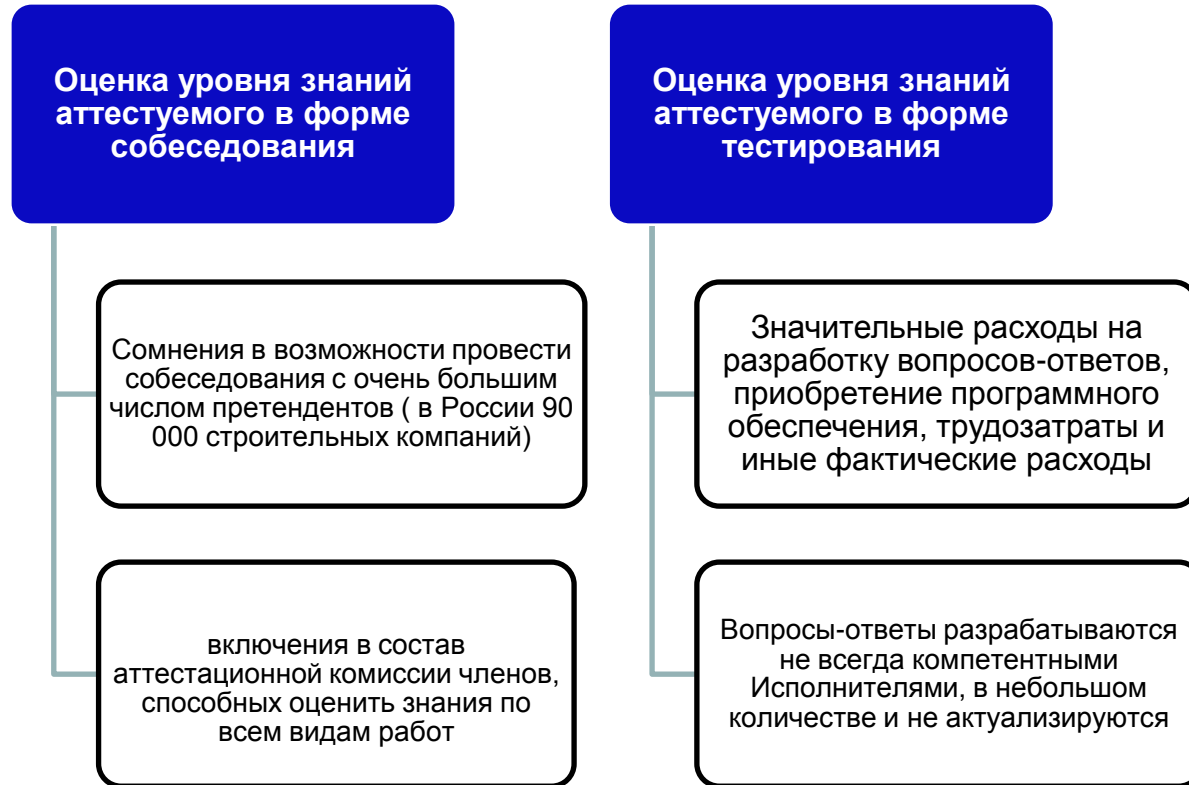 Оценка уровня знаний
аттестуемого в форме
собеседования
Сомнения в возможности провести
собеседования с очень большим
числом претендентов ( в России 90
000 строительных компаний)
включения в состав
аттестационной комиссии членов,
способных оценить знания по
всем видам работ
Оценка уровня знаний
аттестуемого в форме
тестирования
Значительные расходы на
разработку вопросов-ответов,
приобретение программного
обеспечения, трудозатраты и
иные фактические расходы
Вопросы-ответы разрабатываются
не всегда компетентными
Исполнителями, в небольшом
количестве и не актуализируются